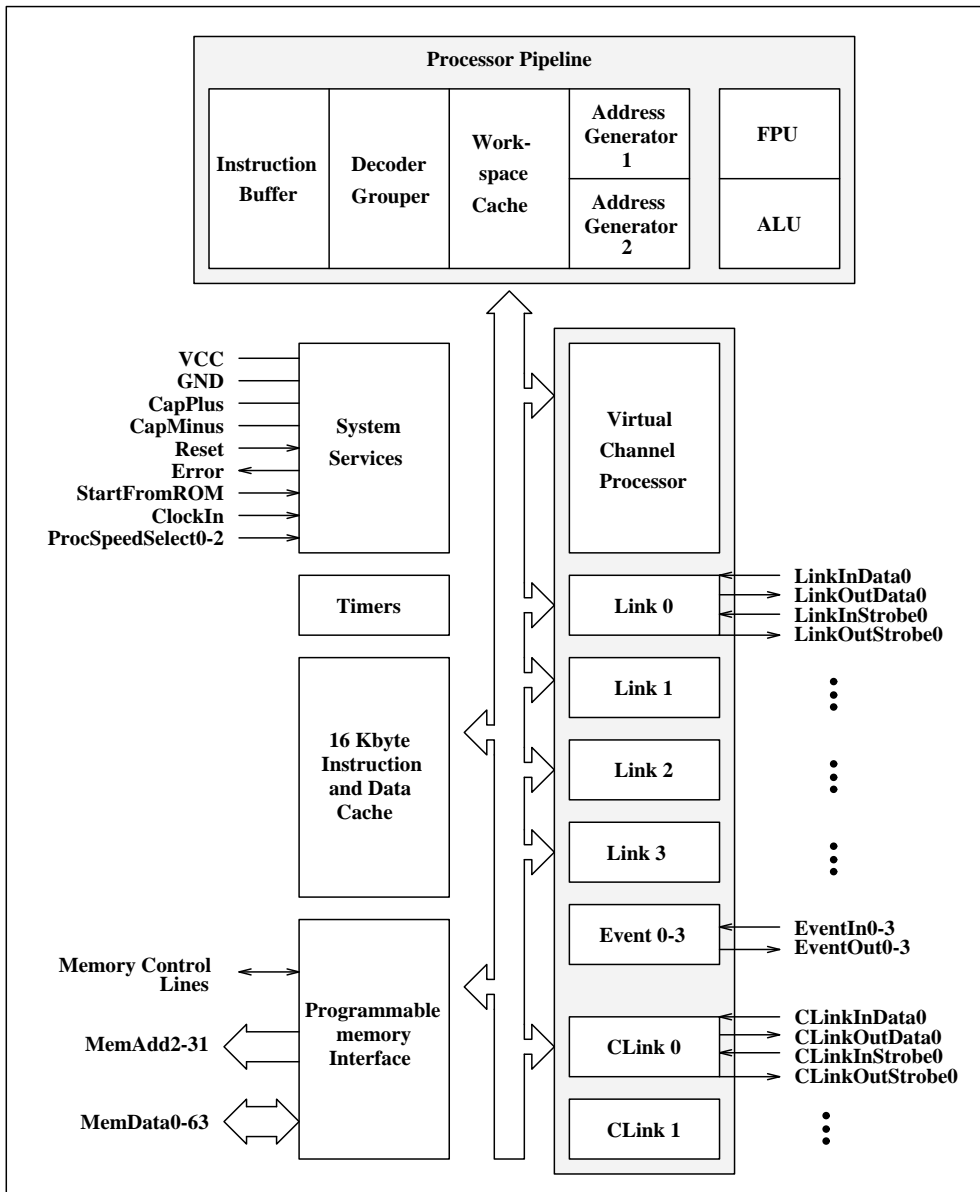 Processor Pipeline
Instruction
Buffer
Decoder
Grouper
Work-
space
Cache
Address
Generator
1
Address
Generator
2
FPU
ALU
VCC
GND
CapPlus
CapMinus
Reset
Error
StartFromROM
ClockIn
ProcSpeedSelect0-2
System
Services
Virtual
Channel
Processor
Timers
Link 0
LinkInData0
LinkOutData0
LinkInStrobe0
LinkOutStrobe0
16 Kbyte
Instruction
and Data
Cache
Link 1
Link 2
Link 3
Event 0-3
EventIn0-3
EventOut0-3
Memory Control
Lines
MemAdd2-31
MemData0-63
Programmable
memory
Interface
CLink 0
CLinkInData0
CLinkOutData0
CLinkInStrobe0
CLinkOutStrobe0
CLink 1